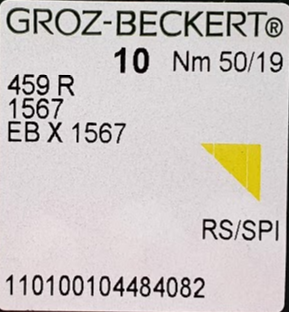 GROZ-BECKERT®
10 Nm 50/19
459 R
1567
EB X 1567
RS/SPI
110100104484082